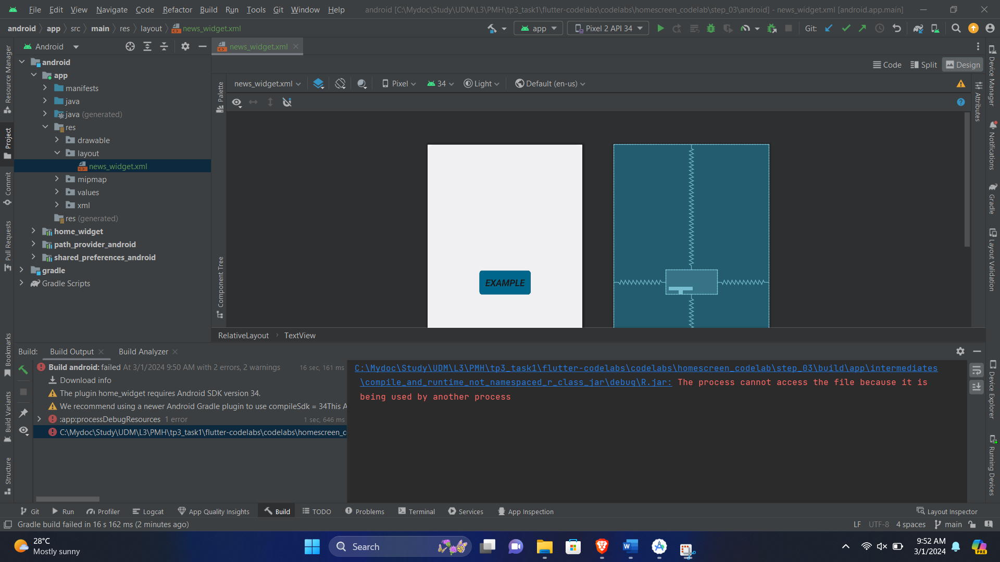 File Edit View Navigate Code Refactor Build Run Tools Git Window Help android [C:\Mydoc\Study\UDM\L3\PMH\tp3_task1\flutter-codelabs\codelabs\homescreen_codelab\step_03\android] - news_widget.xml [android.app.main]
android app src main res layout news_widget.xml app Pixel 2 API 34 Git:
Android
news_widget.xml
Code Split Design
Resource Manager
Project
Commit
Pull Requests
Bookmarks
Build Variants
Structure
android
app
manifests
java
java (generated)
res
drawable
layout
news_widget.xml
mipmap
values
xml
res (generated)
home_widget
path_provider_android
shared_preferences_android
gradle
Gradle Scripts
Palette
Component Tree
news_widget.xml Pixel 34 Light Default (en-us)
EXAMPLE
RelativeLayout TextView
Attributes
Device Manager
Notifications
Gradle
Layout Validation
Device Explorer
Running Devices
Build: Build Output Build Analyzer
Build android: failed At 3/1/2024 9:50 AM with 2 errors, 2 warnings 16 sec, 161 ms
Download info
The plugin home_widget requires Android SDK version 34.
We recommend using a newer Android Gradle plugin to use compileSdk = 34This A
:app:processDebugResources 1 error 1 sec, 646 ms
C:\Mydoc\Study\UDM\L3\PMH\tp3_task1\flutter-codelabs\codelabs\homescreen_c
C:\Mydoc\Study\UDM\L3\PMH\tp3_task1\flutter-codelabs\codelabs\homescreen_codelab\step_03\build\app\intermediates
\compile_and_runtime_not_namespaced_r_class_jar\debug\R.jar: The process cannot access the file because it is
being used by another process
Git Run Profiler Logcat App Quality Insights Build TODO Problems Terminal Services App Inspection Layout Inspector
Gradle build failed in 16 s 162 ms (2 minutes ago) LF UTF-8 4 spaces main
28°C
Mostly sunny
Search
9:52 AM
3/1/2024
PRE